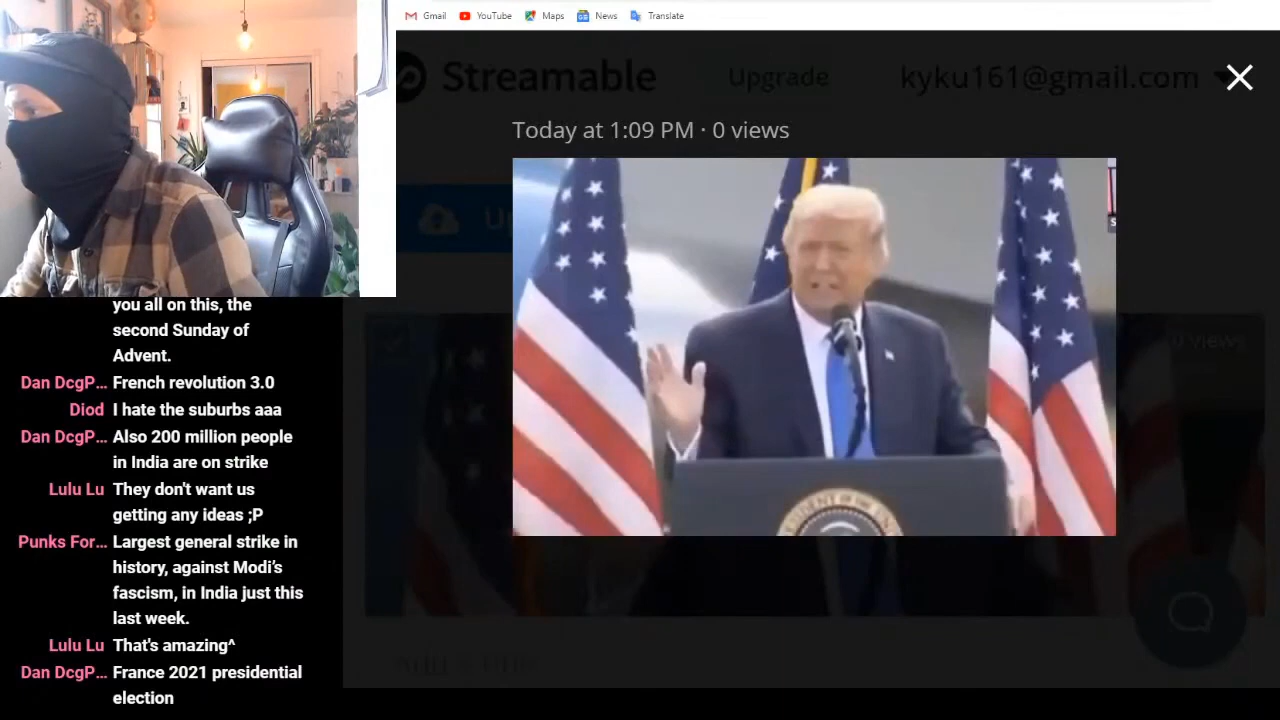 Gmail
YouTube
Maps
News
Translate
Streamable
Upgrade
kyku161@gmail.com
Today at 1:09 PM · 0 views
0 views
you all on this, the
second Sunday of
Advent.
Dan DcgP... French revolution 3.0
Diod I hate the suburbs aaa
Dan DcgP... Also 200 million people
in India are on strike
Lulu Lu They don't want us
getting any ideas ;P
Punks For... Largest general strike in
history, against Modi's
fascism, in India just this
last week.
Lulu Lu That's amazing^
Dan DcgP... France 2021 presidential
election